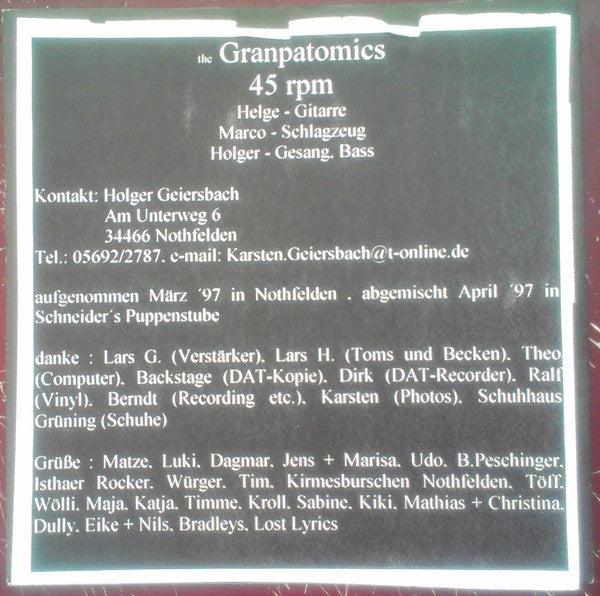 the Granpatomics
45 rpm
Helge - Gitarre
Marco - Schlagzeug
Holger - Gesang, Bass
Kontakt: Holger Geiersbach
Am Unterweg 6
34466 Nothfelden
Tel.: 05692/2787, e-mail: Karsten.Geiersbach@t-online.de
aufgenommen März ´97 in Nothfelden , abgemischt April ´97 in
Schneider´s Puppenstube
danke : Lars G. (Verstärker), Lars H. (Toms und Becken), Theo
(Computer), Backstage (DAT-Kopie), Dirk (DAT-Recorder), Ralf
(Vinyl), Berndt (Recording etc.), Karsten (Photos), Schuhhaus
Grüning (Schuhe)
Grüße : Matze, Luki, Dagmar, Jens + Marisa, Udo, B.Peschinger,
Isthaer Rocker, Würger, Tim, Kirmesburschen Nothfelden, Töff,
Wölli, Maja, Katja, Timme, Kroll, Sabine, Kiki, Mathias + Christina,
Dully, Eike + Nils, Bradleys, Lost Lyrics